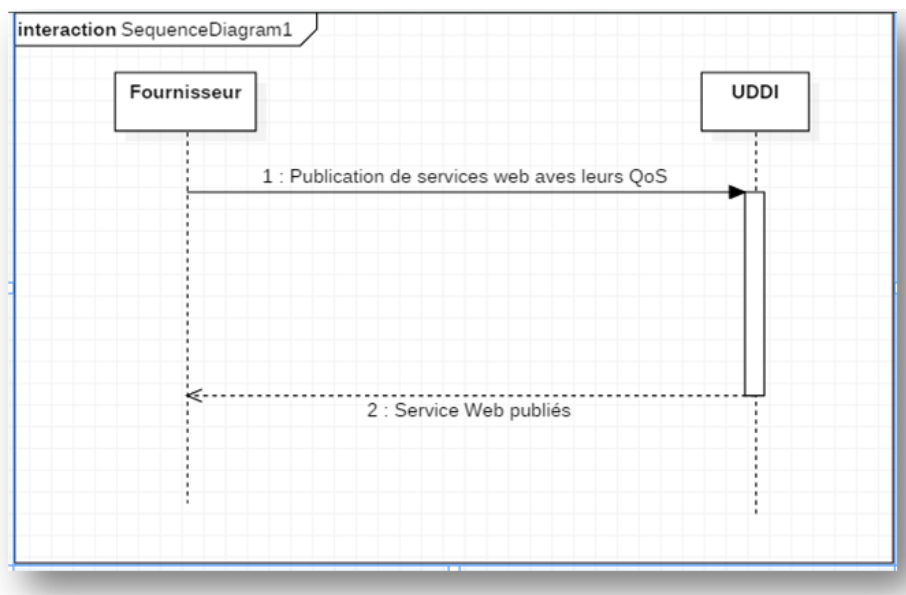 interaction SequenceDiagram1
Fournisseur
UDDI
1 : Publication de services web aves leurs QoS
2 : Service Web publiés